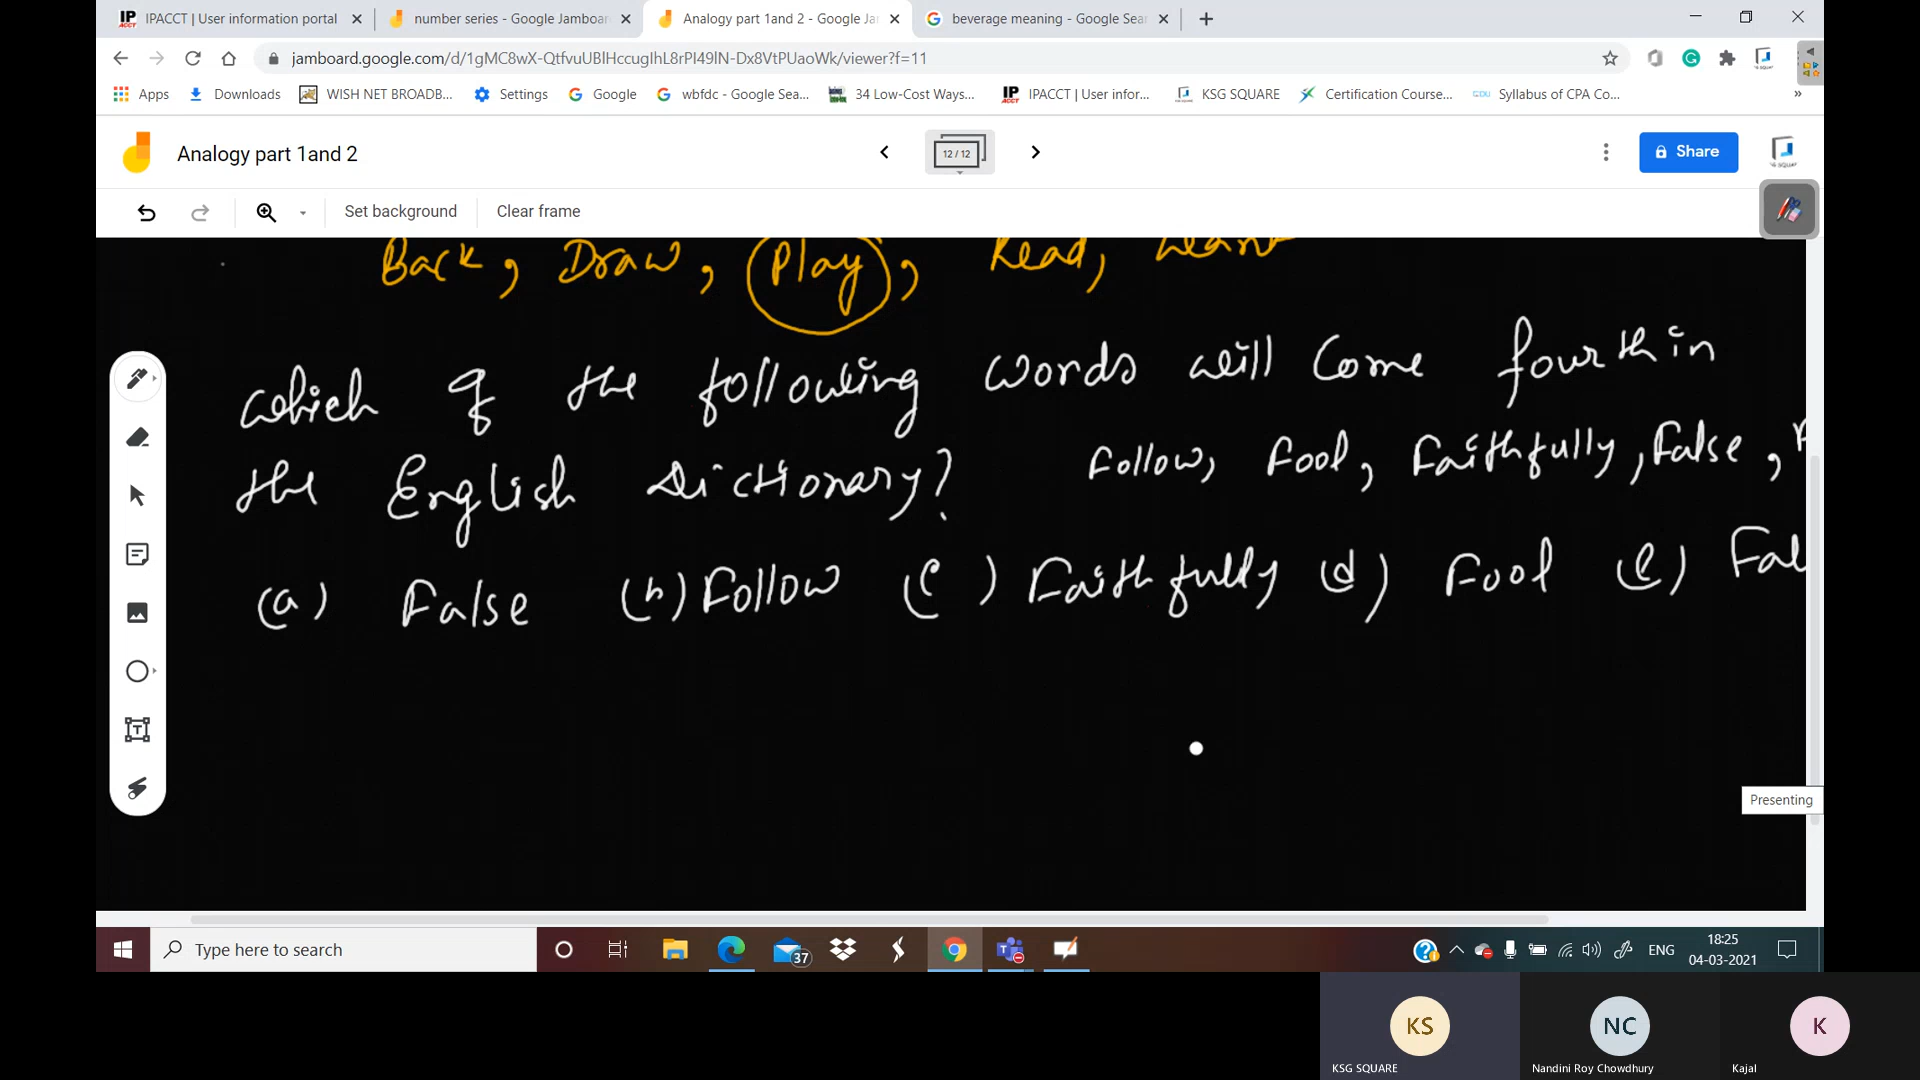 IPACCT | User information portal
number series - Google Jamboar
Analogy part 1and 2 - Google Ja
beverage meaning - Google Sea
jamboard.google.com/d/1gMC8wX-QtfvuUBlHccuglhL8rPI49lN-Dx8VtPUaoWk/viewer?f=11
Apps
Downloads
WISH NET BROADB...
Settings
Google
wbfdc - Google Sea...
34 Low-Cost Ways...
IPACCT | User infor...
KSG SQUARE
Certification Course...
Syllabus of CPA Co...
Analogy part 1and 2
12 / 12
Share
Set background
Clear frame
Back, Draw, Play, Read, Learn
which of the following words will come fourth in
the English Dictionary? Follow, Fool, Faithfully, False,
(a) False (b) Follow (c) Faithfully (d) Fool (e) Fal
Presenting
Type here to search
37
ENG
18:25
04-03-2021
KS
NC
K
KSG SQUARE
Nandini Roy Chowdhury
Kajal